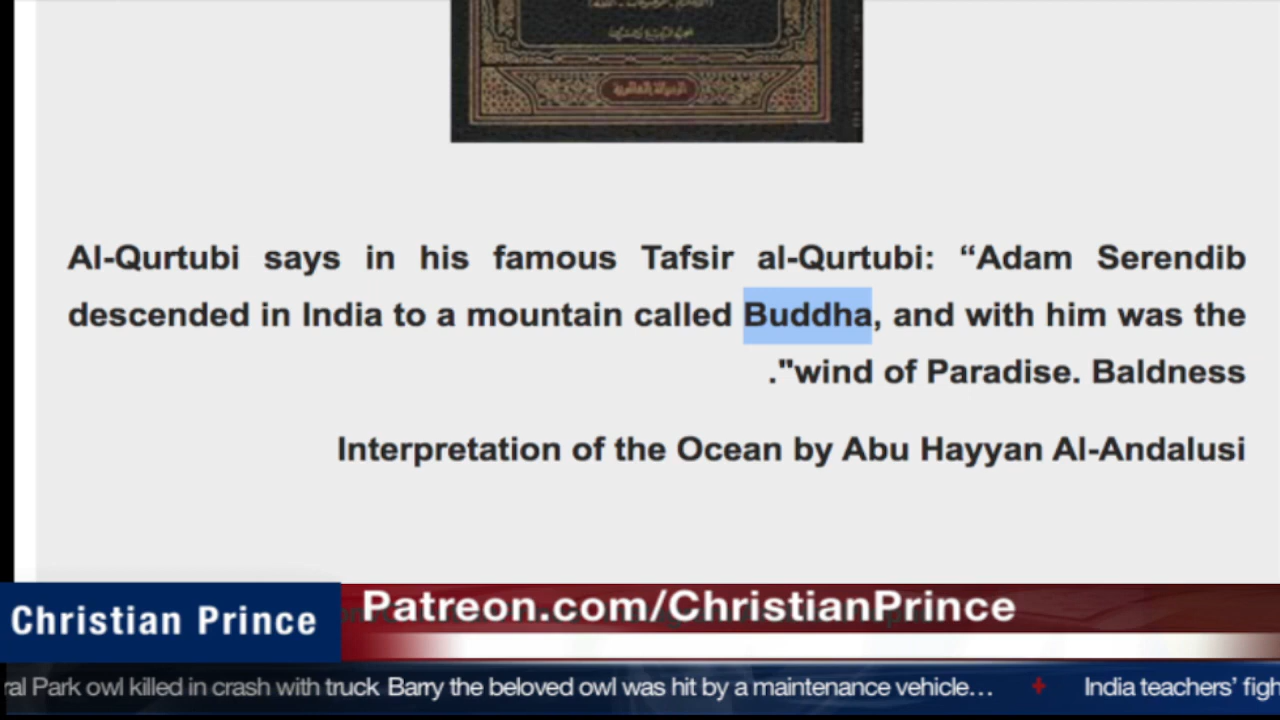 Al-Qurtubi says in his famous Tafsir al-Qurtubi: “Adam Serendib
descended in India to a mountain called Buddha, and with him was the
."wind of Paradise. Baldness
Interpretation of the Ocean by Abu Hayyan Al-Andalusi
Christian Prince
Patreon.com/ChristianPrince
ral Park owl killed in crash with truck Barry the beloved owl was hit by a maintenance vehicle… India teachers’ figh